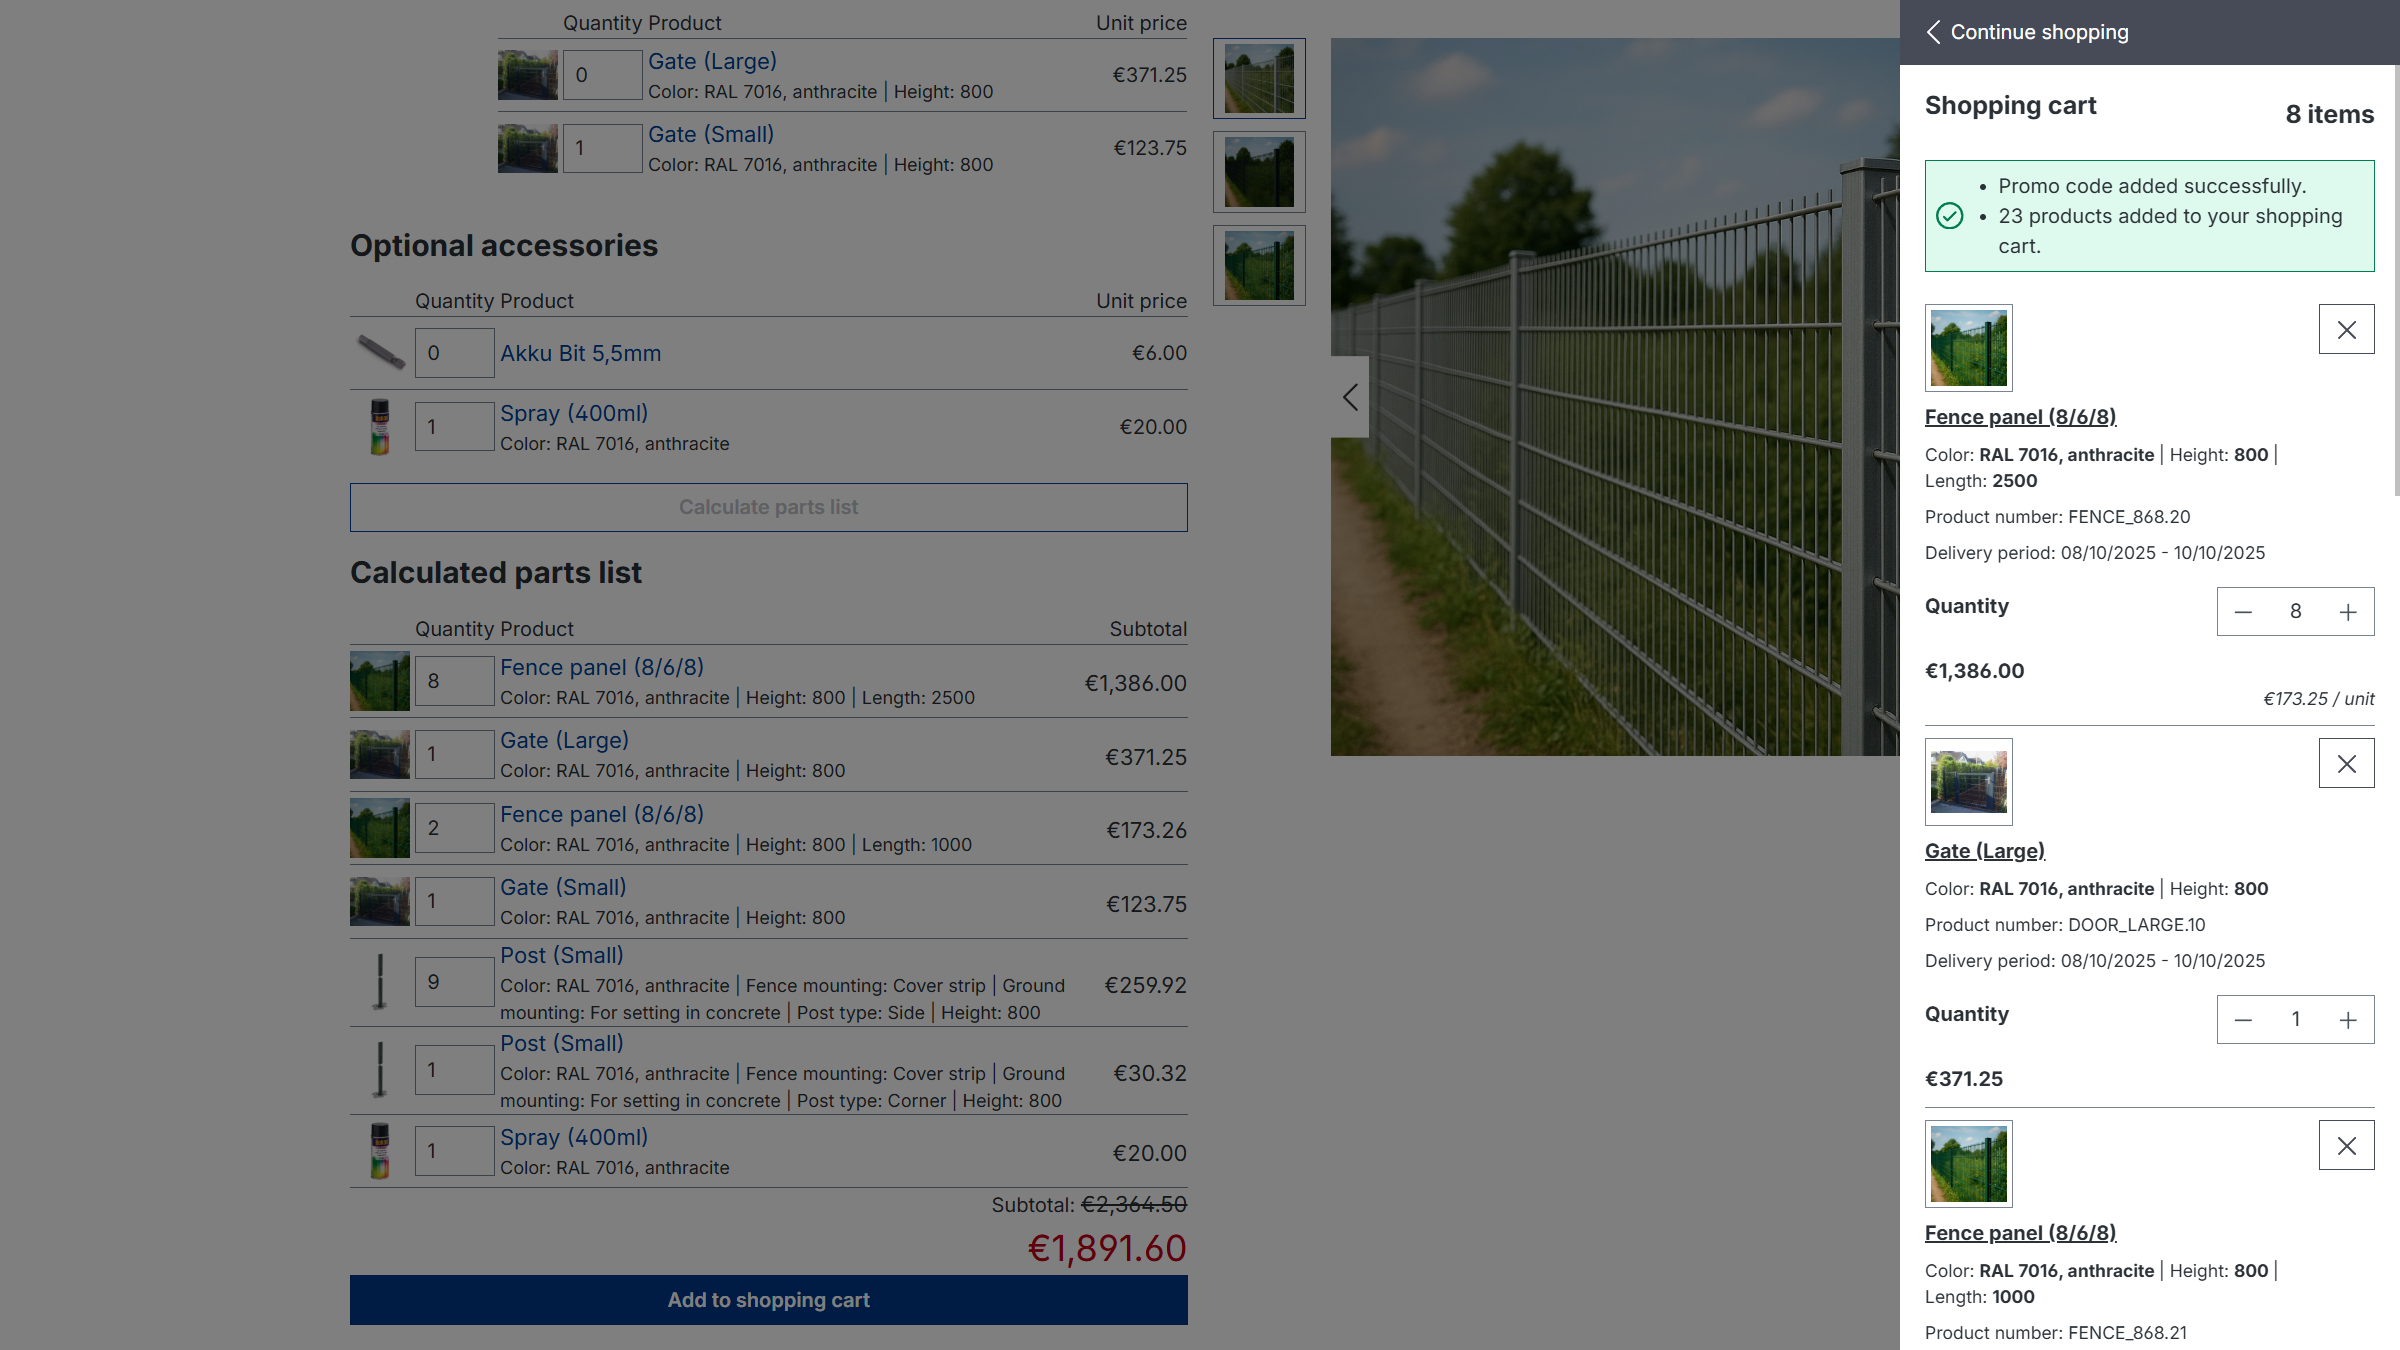 Quantity Product Unit price
0 Gate (Large) €371.25
Color: RAL 7016, anthracite | Height: 800
1 Gate (Small) €123.75
Color: RAL 7016, anthracite | Height: 800
Optional accessories
Quantity Product Unit price
0 Akku Bit 5,5mm €6.00
1 Spray (400ml) €20.00
Color: RAL 7016, anthracite
Calculate parts list
Calculated parts list
Quantity Product Subtotal
8 Fence panel (8/6/8) €1,386.00
Color: RAL 7016, anthracite | Height: 800 | Length: 2500
1 Gate (Large) €371.25
Color: RAL 7016, anthracite | Height: 800
2 Fence panel (8/6/8) €173.26
Color: RAL 7016, anthracite | Height: 800 | Length: 1000
1 Gate (Small) €123.75
Color: RAL 7016, anthracite | Height: 800
9 Post (Small) €259.92
Color: RAL 7016, anthracite | Fence mounting: Cover strip | Ground
mounting: For setting in concrete | Post type: Side | Height: 800
1 Post (Small) €30.32
Color: RAL 7016, anthracite | Fence mounting: Cover strip | Ground
mounting: For setting in concrete | Post type: Corner | Height: 800
1 Spray (400ml) €20.00
Color: RAL 7016, anthracite
Subtotal: €2,364.50
€1,891.60
Add to shopping cart
Continue shopping
Shopping cart 8 items
• Promo code added successfully.
• 23 products added to your shopping
cart.
Fence panel (8/6/8)
Color: RAL 7016, anthracite | Height: 800 |
Length: 2500
Product number: FENCE_868.20
Delivery period: 08/10/2025 - 10/10/2025
Quantity 8
€1,386.00
€173.25 / unit
Gate (Large)
Color: RAL 7016, anthracite | Height: 800
Product number: DOOR_LARGE.10
Delivery period: 08/10/2025 - 10/10/2025
Quantity 1
€371.25
Fence panel (8/6/8)
Color: RAL 7016, anthracite | Height: 800 |
Length: 1000
Product number: FENCE_868.21